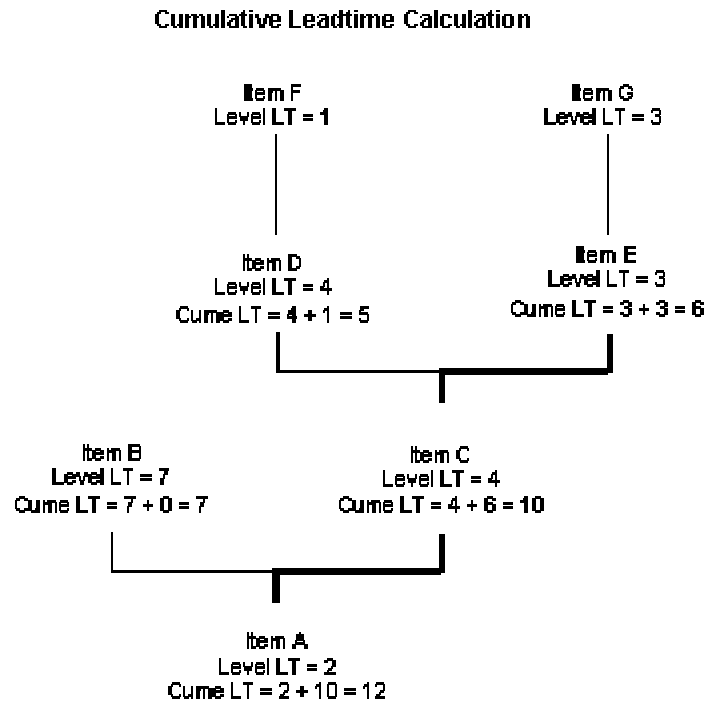 Cumulative Leadtime Calculation
Item F
Level LT = 1
Item G
Level LT = 3
Item D
Level LT = 4
Cume LT = 4 + 1 = 5
Item E
Level LT = 3
Cume LT = 3 + 3 = 6
Item B
Level LT = 7
Cume LT = 7 + 0 = 7
Item C
Level LT = 4
Cume LT = 4 + 6 = 10
Item A
Level LT = 2
Cume LT = 2 + 10 = 12